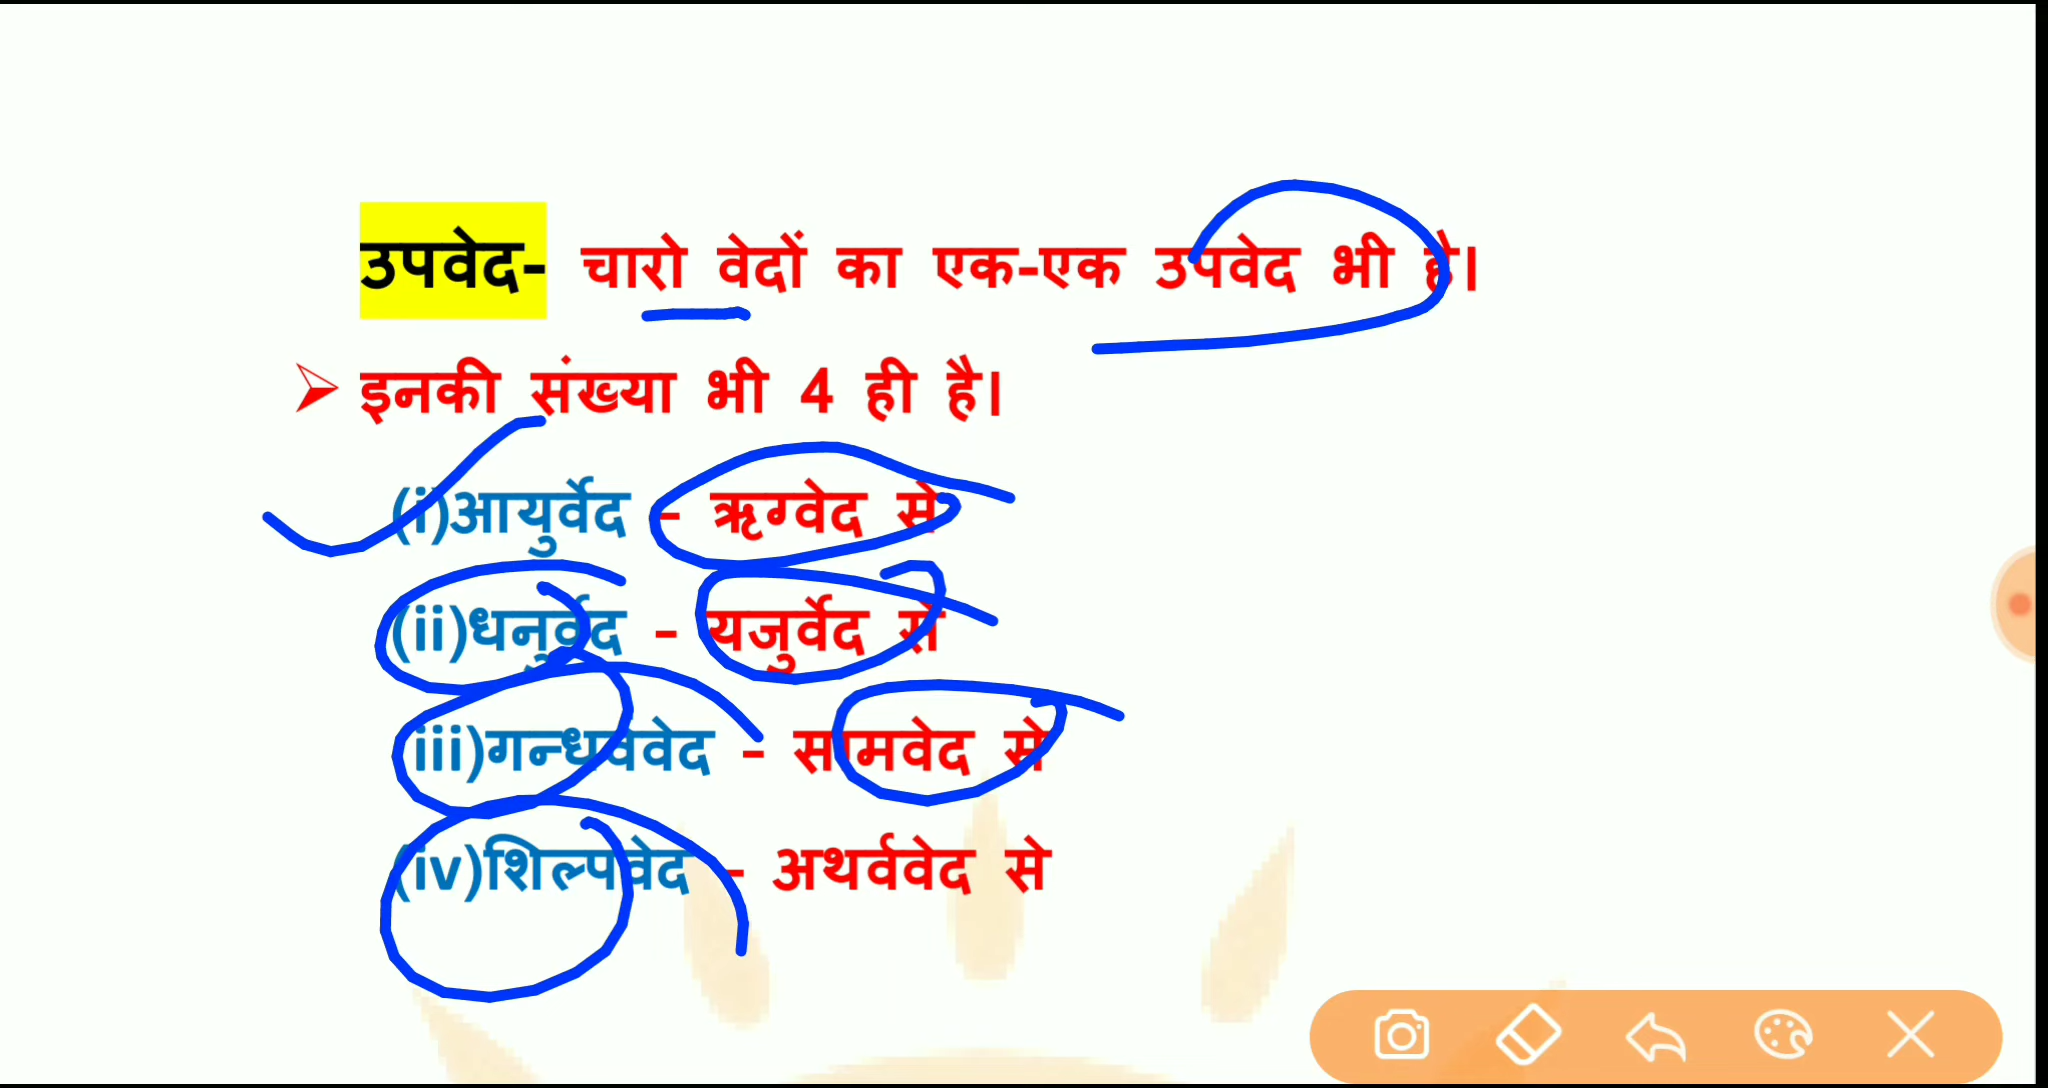 उपवेद- चारो वेदों का एक-एक उपवेद भी है।
इनकी संख्या भी 4 ही है।
(i)आयुर्वेद - ऋग्वेद से
(ii)धनुर्वेद - यजुर्वेद से
(iii)गन्धर्ववेद - सामवेद से
(iv)शिल्पवेद - अथर्ववेद से